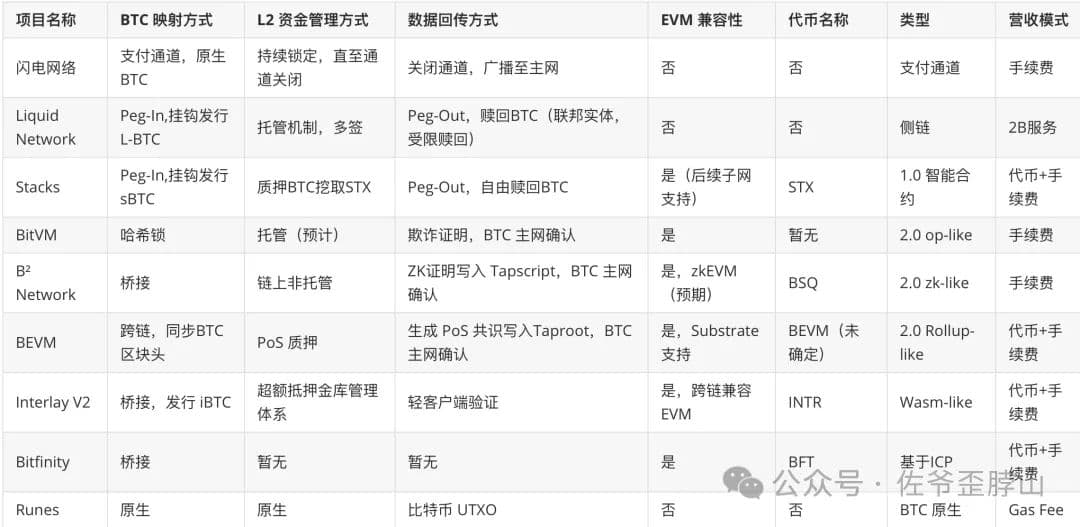 项目名称 BTC 映射方式 L2 资金管理方式 数据回传方式 EVM 兼容性 代币名称 类型 营收模式
闪电网络 支付通道，原生 持续锁定，直至通 关闭通道，广播至主网 否 否 支付通道 手续费
BTC 道关闭
Liquid Peg-In,挂钩发行 托管机制，多签 Peg-Out，赎回BTC（联邦实体， 否 否 侧链 2B服务
Network L-BTC 受限赎回）
Stacks Peg-In,挂钩发行 质押BTC挖取STX Peg-Out，自由赎回BTC 是（后续子网 STX 1.0 智能合 代币+手
sBTC 支持） 约 续费
BitVM 哈希锁 托管（预计） 欺诈证明，BTC 主网确认 是 暂无 2.0 op-like 手续费
B² 桥接 链上非托管 ZK证明写入 Tapscript，BTC 主网 是，zkEVM BSQ 2.0 zk-like 手续费
Network 确认 （预期）
BEVM 跨链，同步BTC PoS 质押 生成 PoS 共识写入Taproot，BTC 是，Substrate BEVM（未 2.0 Rollup- 代币+手
区块头 主网确认 支持 确定） like 续费
Interlay V2 桥接，发行 iBTC 超额抵押金库管理 轻客户端验证 是，跨链兼容 INTR Wasm-like 代币+手
体系 EVM 续费
Bitfinity 桥接 暂无 暂无 是 BFT 基于ICP 代币+手
续费
公众号 · 佐爷歪脖山
Runes 原生 原生 比特币 UTXO 否 否 BTC 原生 Gas Fee